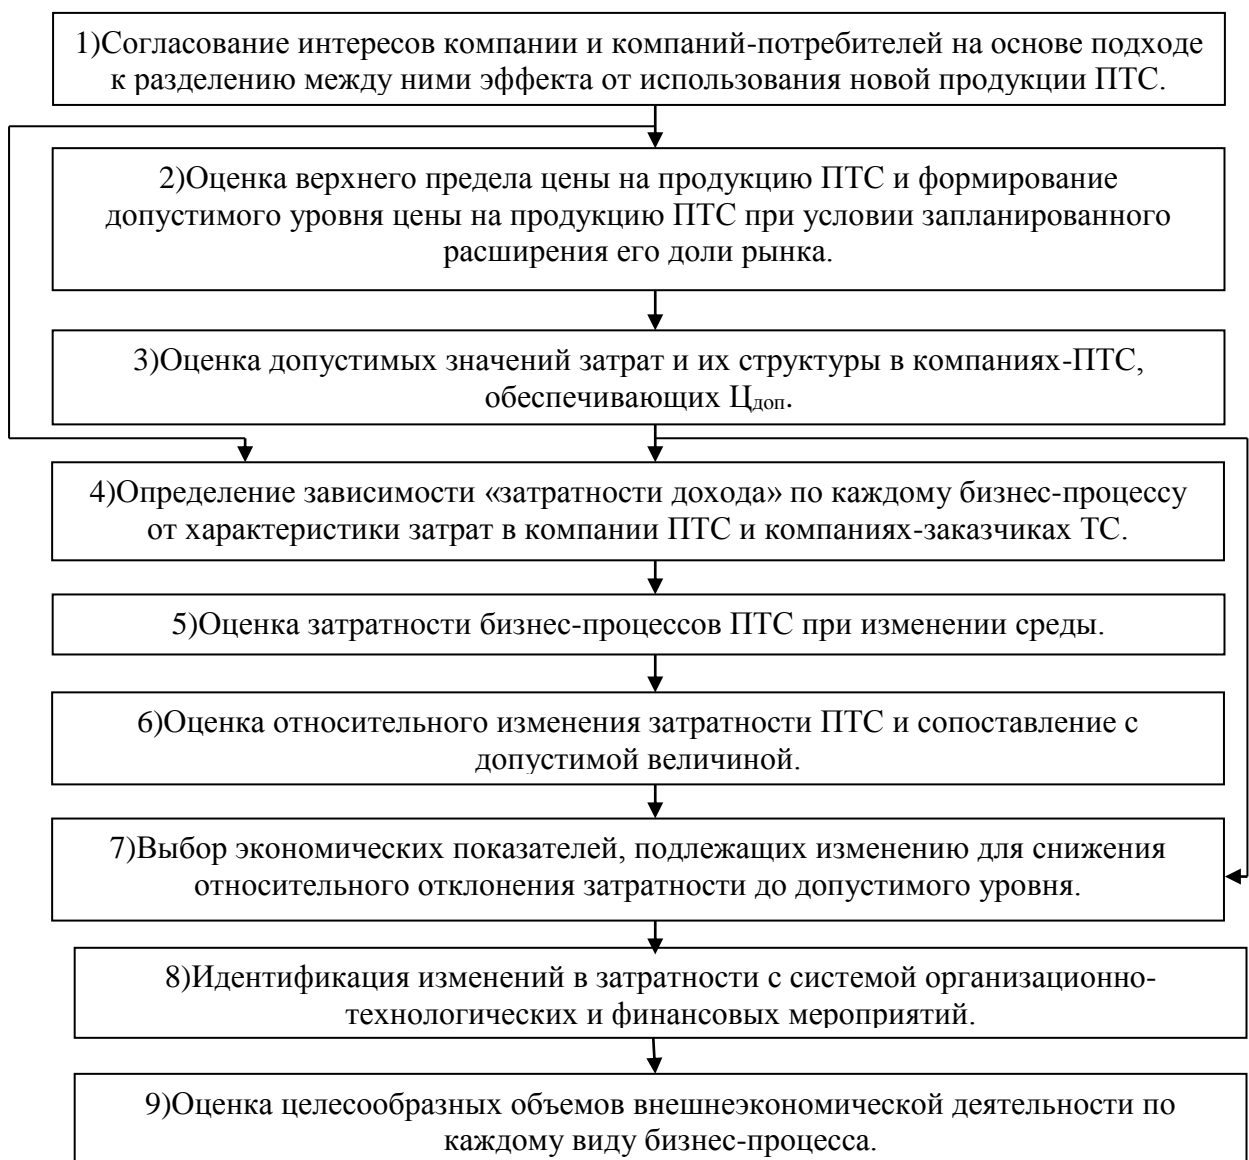 1)Согласование интересов компании и компаний-потребителей на основе подходе
к разделению между ними эффекта от использования новой продукции ПТС.
2)Оценка верхнего предела цены на продукцию ПТС и формирование
допустимого уровня цены на продукцию ПТС при условии запланированного
расширения его доли рынка.
3)Оценка допустимых значений затрат и их структуры в компаниях-ПТС,
обеспечивающих Цдоп.
4)Определение зависимости «затратности дохода» по каждому бизнес-процессу
от характеристики затрат в компании ПТС и компаниях-заказчиках ТС.
5)Оценка затратности бизнес-процессов ПТС при изменении среды.
6)Оценка относительного изменения затратности ПТС и сопоставление с
допустимой величиной.
7)Выбор экономических показателей, подлежащих изменению для снижения
относительного отклонения затратности до допустимого уровня.
8)Идентификация изменений в затратности с системой организационно-
технологических и финансовых мероприятий.
9)Оценка целесообразных объемов внешнеэкономической деятельности по
каждому виду бизнес-процесса.